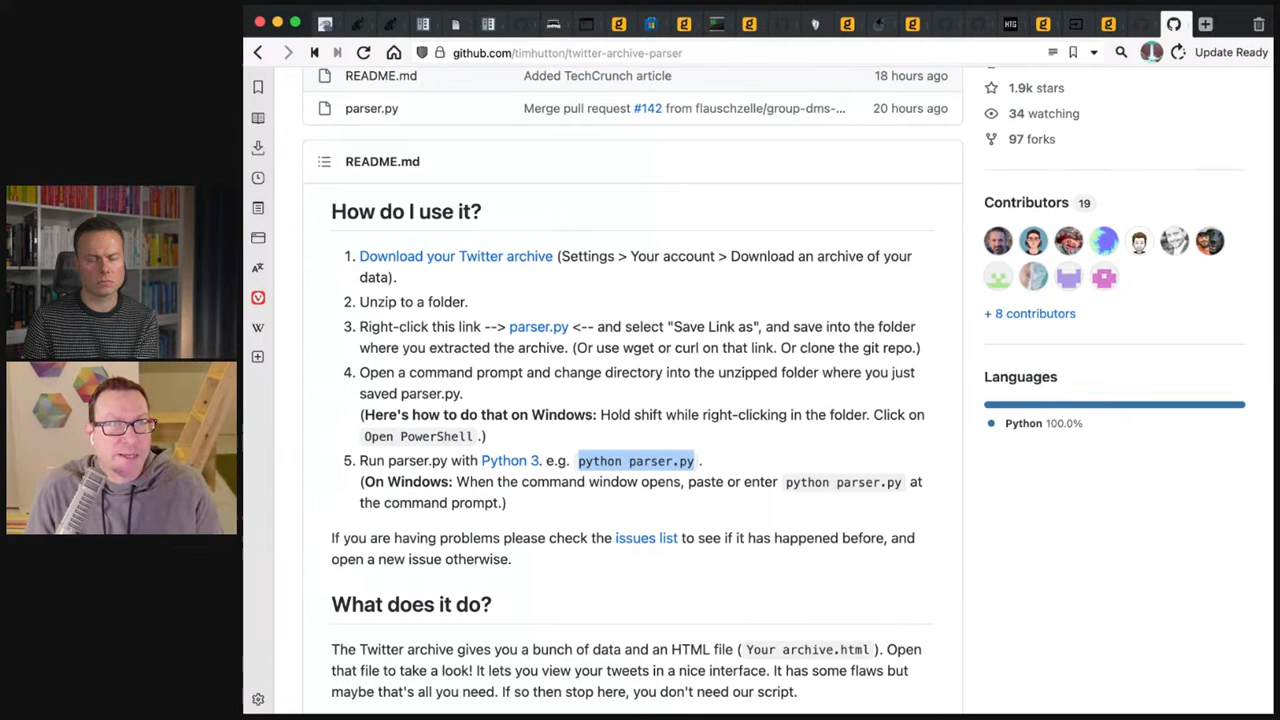 HTG
github.com/timhutton/twitter-archive-parser
Update Ready
README.md
Added TechCrunch article
18 hours ago
parser.py
Merge pull request #142 from flauschzelle/group-dms-...
20 hours ago
1.9k stars
34 watching
97 forks
README.md
How do I use it?
1. Download your Twitter archive (Settings > Your account > Download an archive of your
data).
2. Unzip to a folder.
3. Right-click this link --> parser.py <-- and select "Save Link as", and save into the folder
where you extracted the archive. (Or use wget or curl on that link. Or clone the git repo.)
4. Open a command prompt and change directory into the unzipped folder where you just
saved parser.py.
(Here's how to do that on Windows: Hold shift while right-clicking in the folder. Click on
Open PowerShell .)
5. Run parser.py with Python 3. e.g. python parser.py .
(On Windows: When the command window opens, paste or enter python parser.py at
the command prompt.)
If you are having problems please check the issues list to see if it has happened before, and
open a new issue otherwise.
What does it do?
The Twitter archive gives you a bunch of data and an HTML file ( Your archive.html ). Open
that file to take a look! It lets you view your tweets in a nice interface. It has some flaws but
maybe that's all you need. If so then stop here, you don't need our script.
Contributors 19
+ 8 contributors
Languages
Python 100.0%